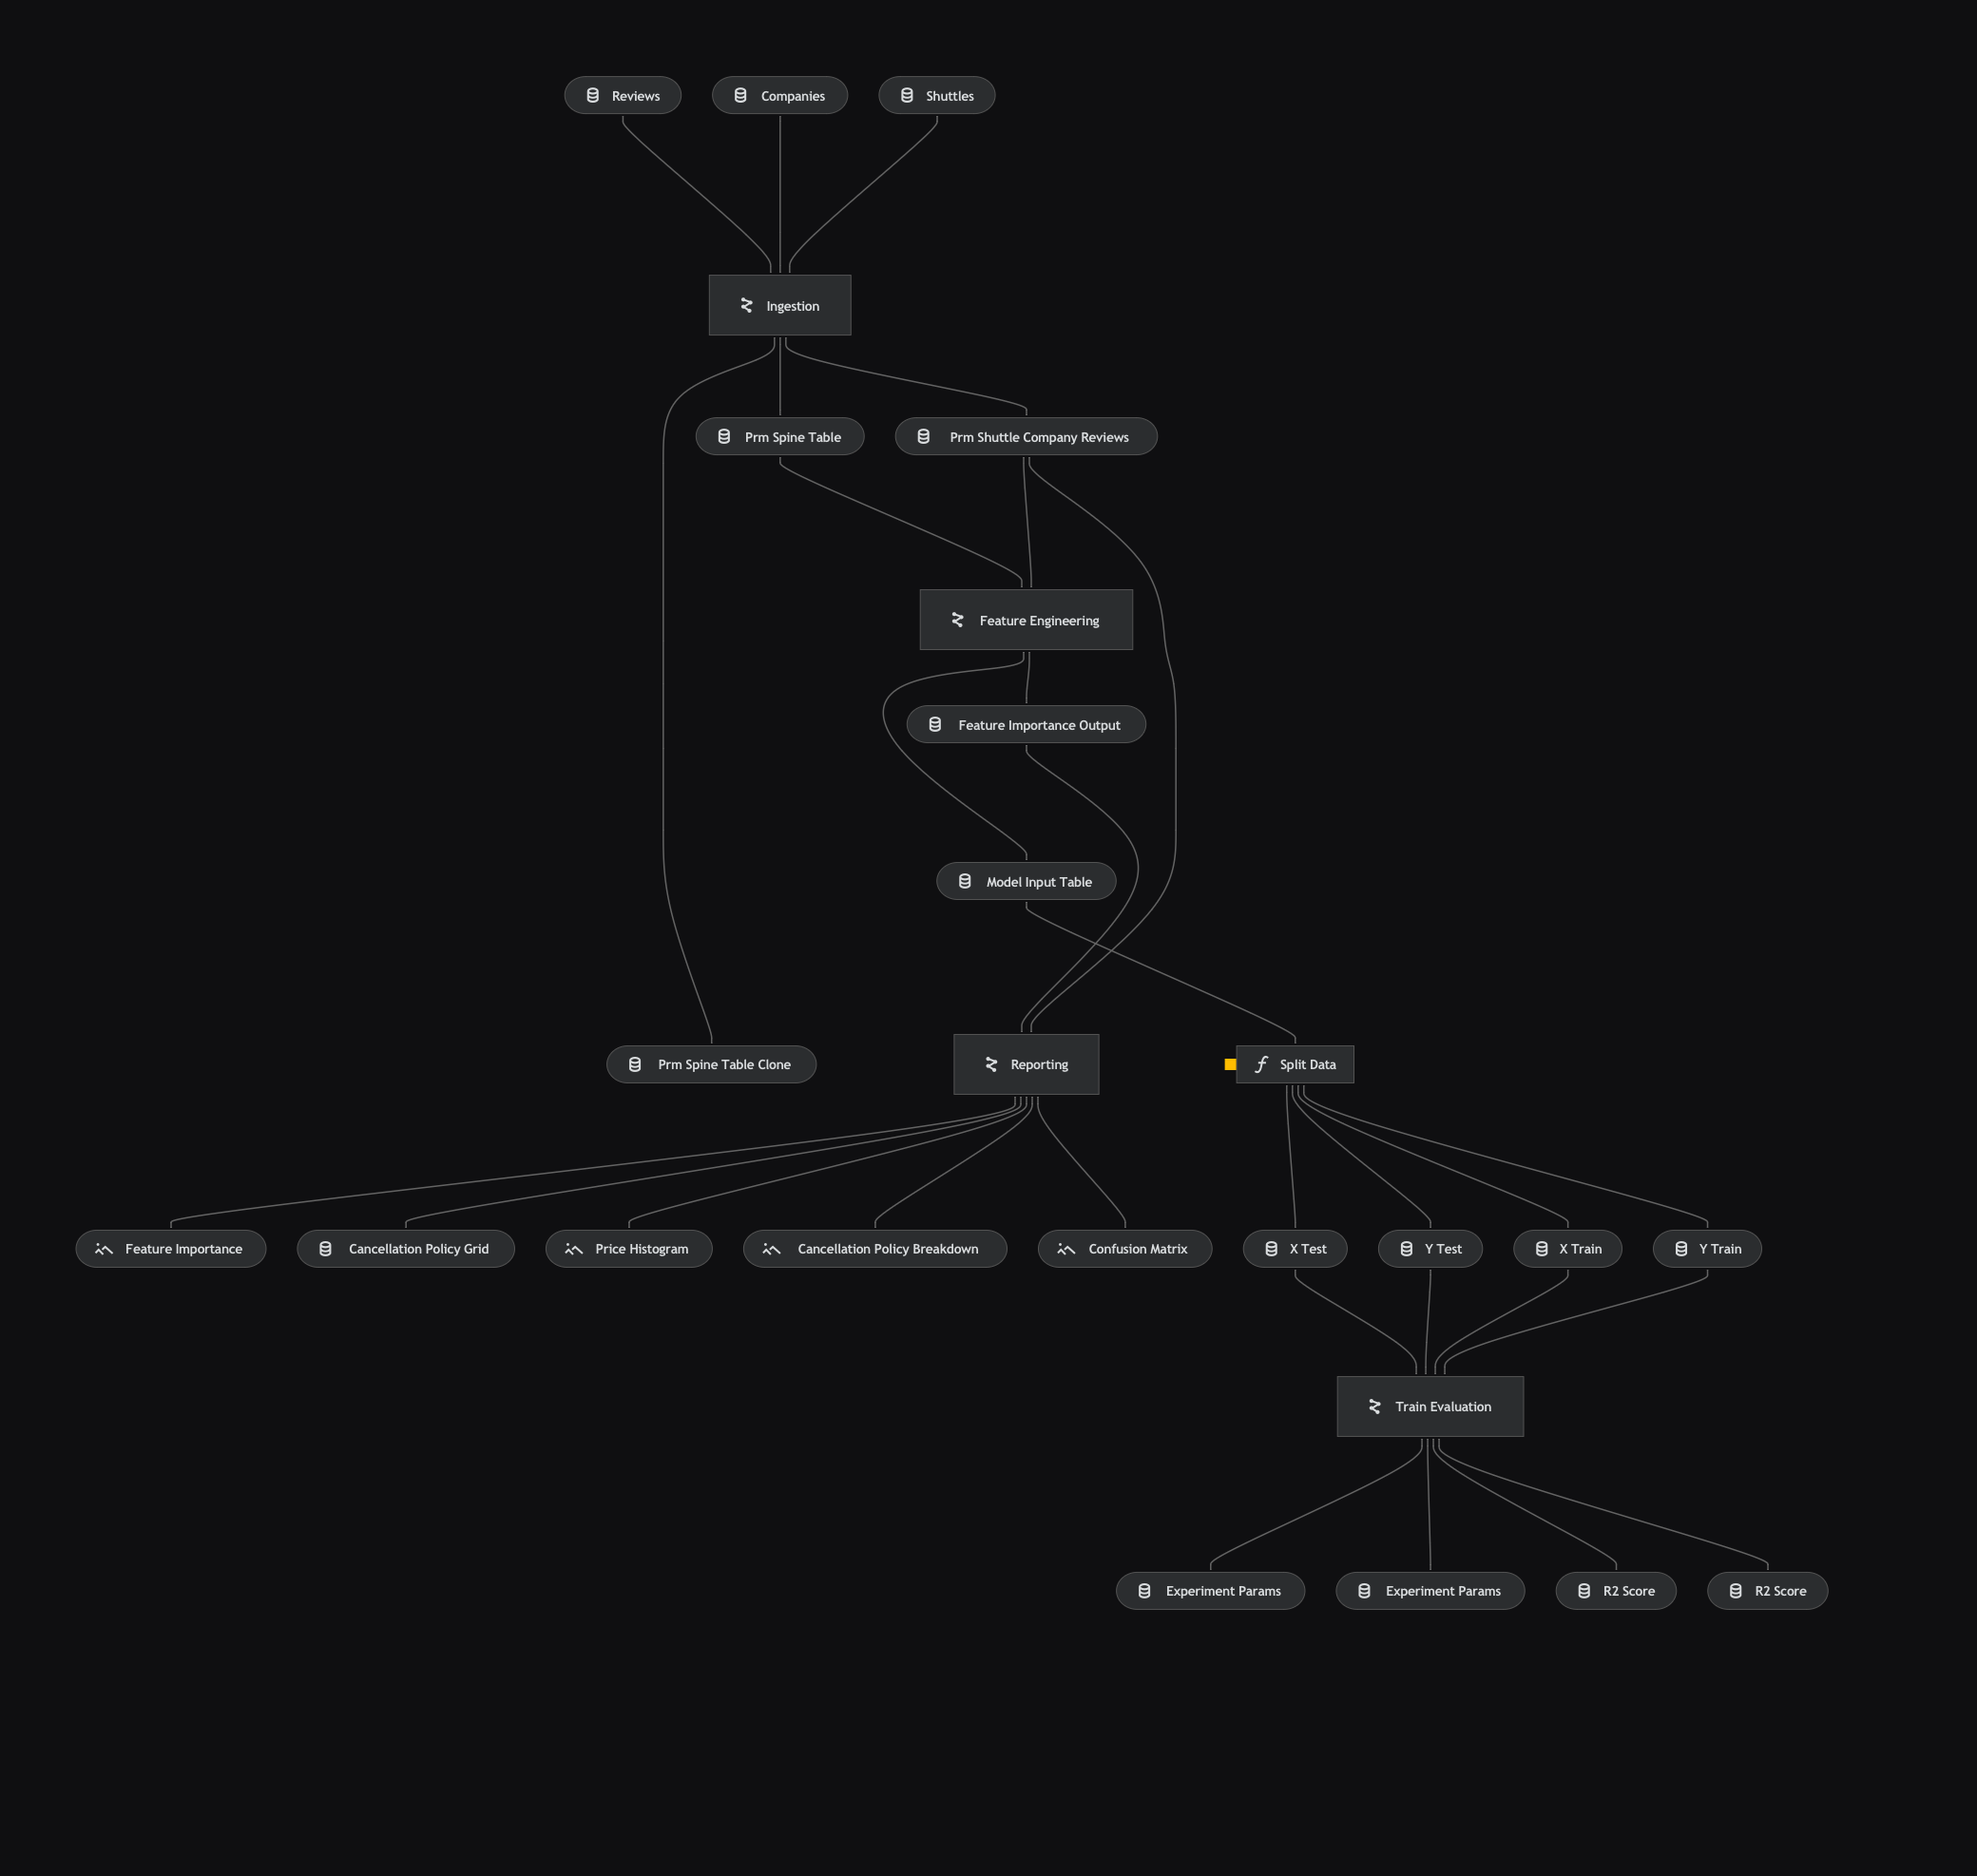 Reviews
Companies
Shuttles
Ingestion
Prm Spine Table
Prm Shuttle Company Reviews
Feature Engineering
Feature Importance Output
Model Input Table
Prm Spine Table Clone
Reporting
Split Data
Feature Importance
Cancellation Policy Grid
Price Histogram
Cancellation Policy Breakdown
Confusion Matrix
X Test
Y Test
X Train
Y Train
Train Evaluation
Experiment Params
Experiment Params
R2 Score
R2 Score